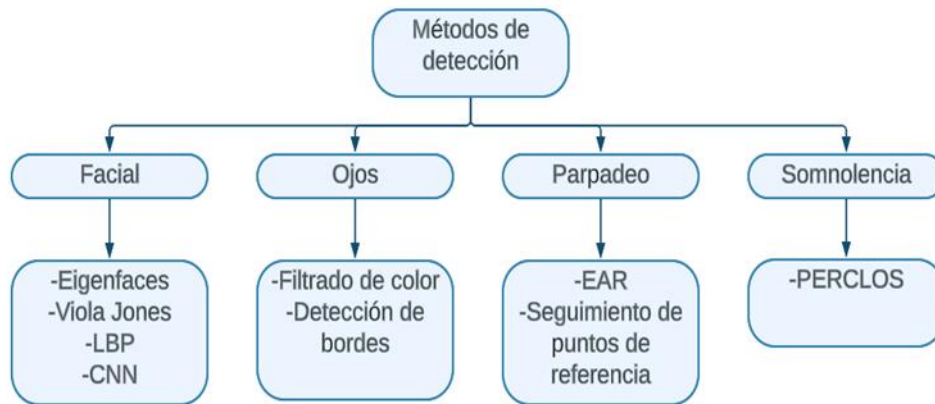 Métodos de
detección
Facial
Ojos
Parpadeo
Somnolencia
-Eigenfaces
-Viola Jones
-LBP
-CNN
-Filtrado de color
-Detección de
bordes
-EAR
-Seguimiento de
puntos de
referencia
-PERCLOS